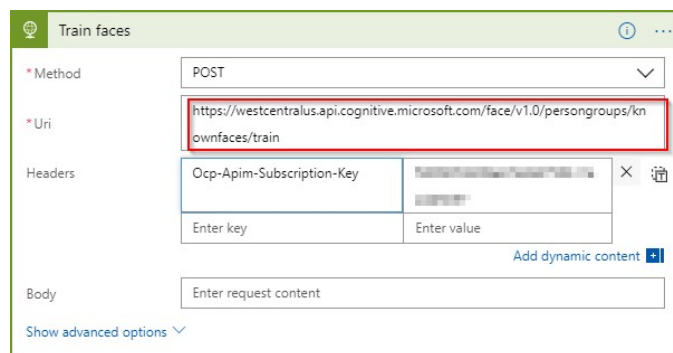 Train faces
* Method
POST
* Uri
https://westcentralus.api.cognitive.microsoft.com/face/v1.0/persongroups/kn
ownfaces/train
Headers
Ocp-Apim-Subscription-Key
Enter key
Enter value
Add dynamic content
Body
Enter request content
Show advanced options